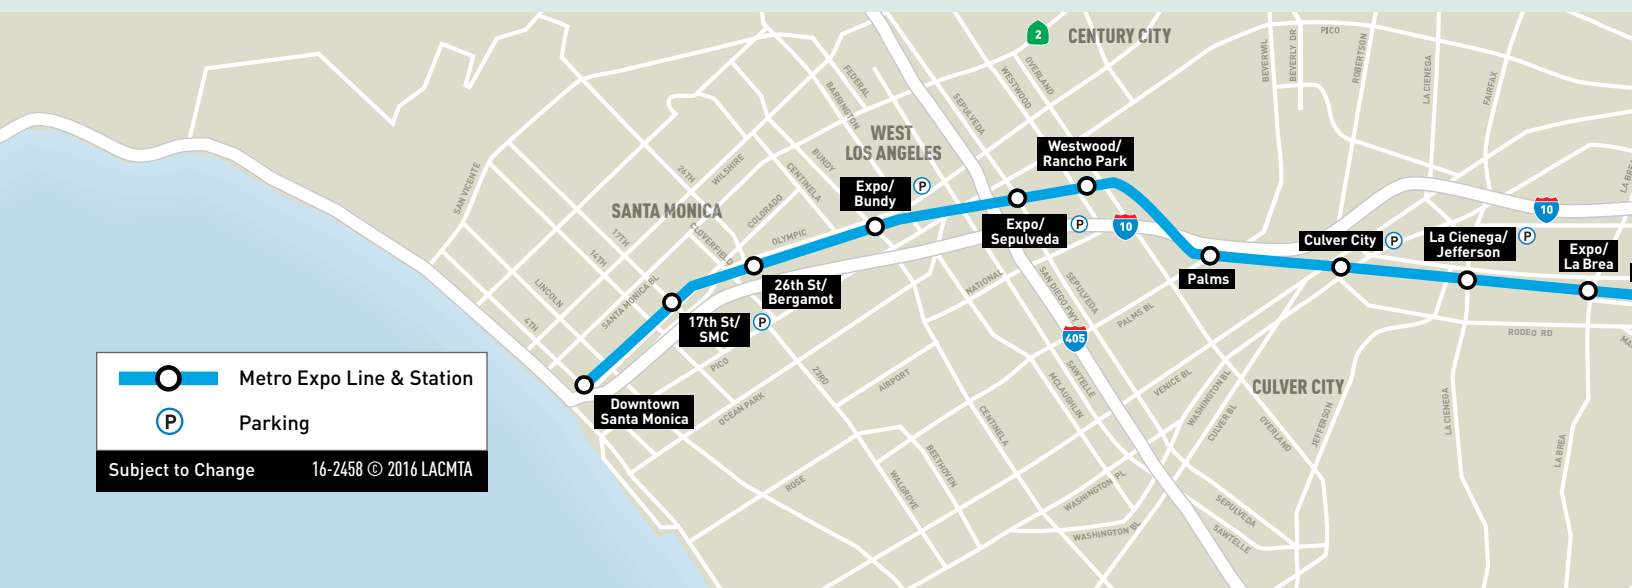 2
CENTURY CITY
PICO
BEVERWIL
BEVERLY DR
ROBERTSON
LA CIENEGA
FAIRFAX
OVERLAND
WESTWOOD
SEPULVEDA
FEDERAL
BARRINGTON
WEST
LOS ANGELES
Westwood/
Rancho Park
BUNDY
CENTINELA
WILSHIRE
26TH
SAN VICENTE
Expo/
Bundy
P
SANTA MONICA
COLORADO
CLOVERFIELD
OLYMPIC
17TH
14TH
Expo/
Sepulveda
P
10
10
Culver City
P
La Cienega/
Jefferson
P
Expo/
La Brea
LA BREA
Palms
26th St/
Bergamot
17th St/
SMC
P
LINCOLN
4TH
SANTA MONICA BL
NATIONAL
SAN DIEGO FWY
SEPULVEDA
PALMS BL
405
RODEO RD
PICO
23RD
AIRPORT
OCEAN PARK
Downtown
Santa Monica
CENTINELA
MCLAUGHLIN
SAWTELLE
VENICE BL
WASHINGTON BL
CULVER BL
CULVER CITY
OVERLAND
JEFFERSON
LA CIENEGA
LA BREA
ROSE
WALGROVE
BEETHOVEN
WASHINGTON PL
WASHINGTON BL
SEPULVEDA
SAWTELLE
Metro Expo Line & Station
P
Parking
Subject to Change
16-2458 © 2016 LACMTA